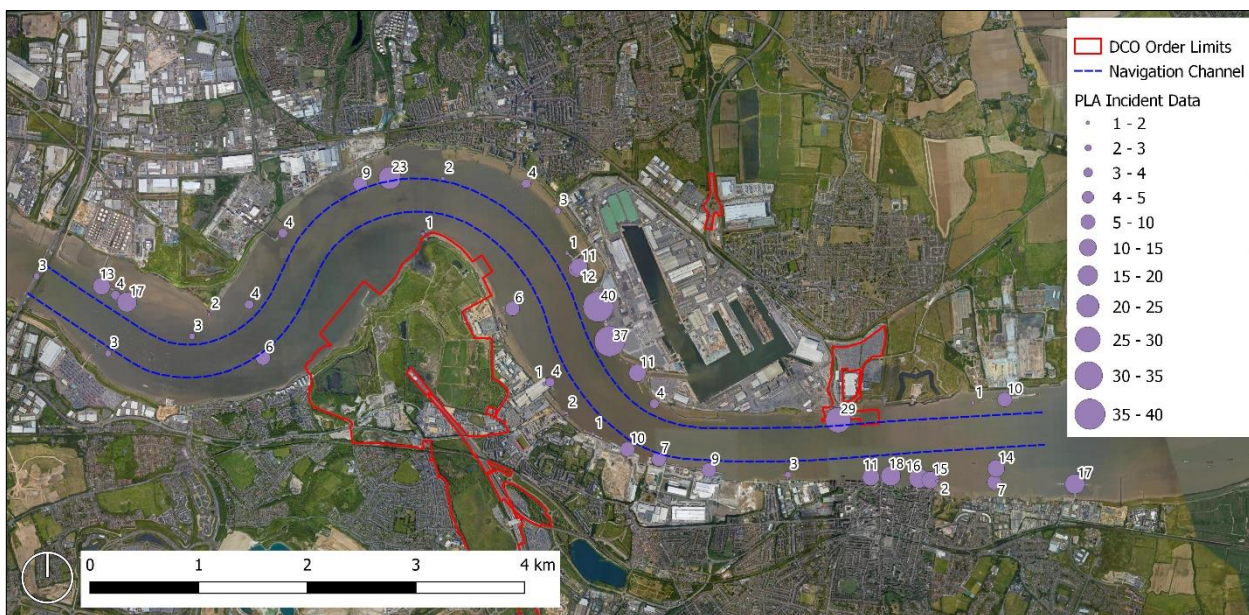 DCO Order Limits
Navigation Channel
PLA Incident Data
1 - 2
2 - 3
3 - 4
4 - 5
5 - 10
10 - 15
15 - 20
20 - 25
25 - 30
30 - 35
35 - 40
9 23 2
4 3
4 1
1 11
3 12
13 4 17 2 4 40
6
3 37
3 6
11
1 4 4
2 29 1 10
1
10 7 9 3 11 18 16 15 14
2 7 17
0 1 2 3 4 km